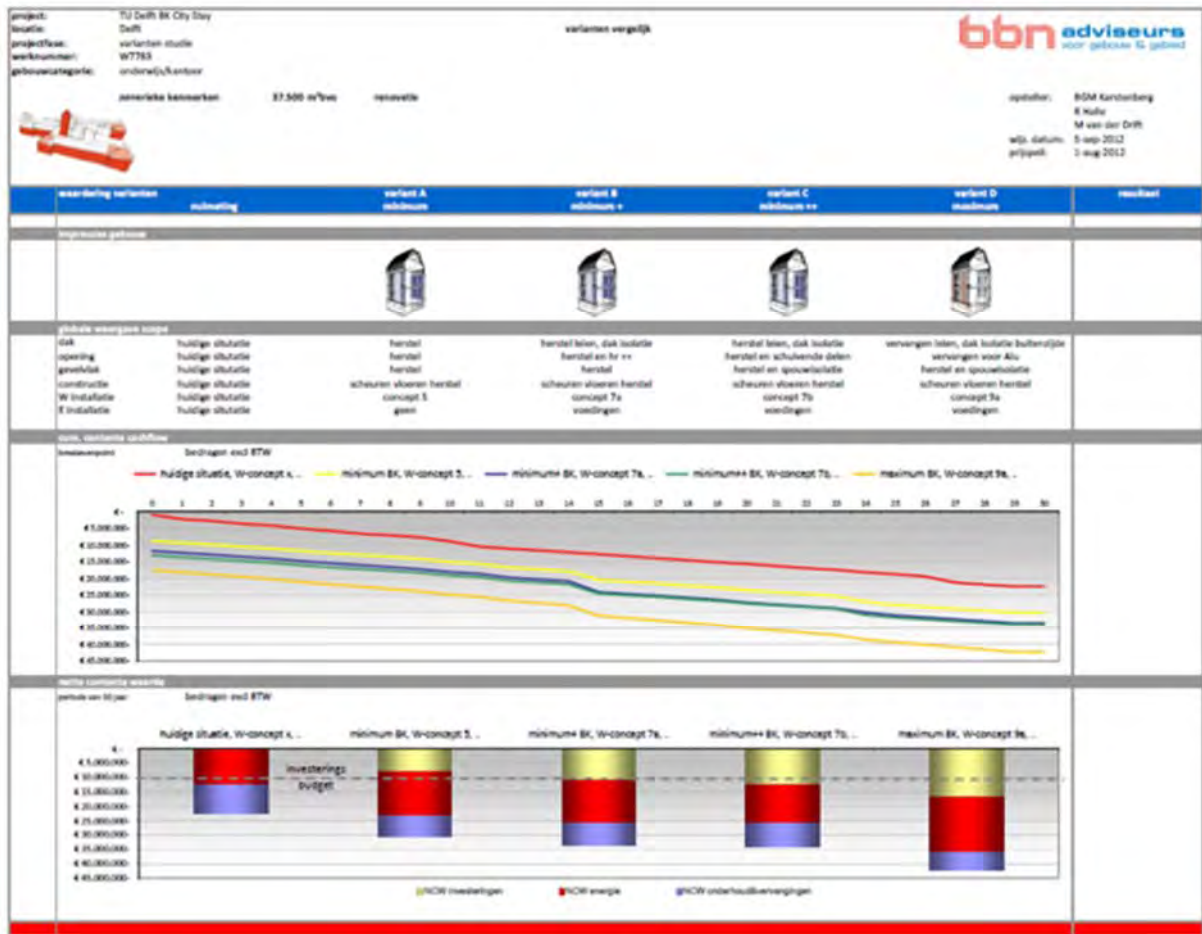 project: TU Delft BK City Stay
locatie: Delft
projectfase: varianten studie
werknummer: W7763
gebouwcategorie: onderwijs/kantoor
varianten vergelijk
bbn adviseurs
voor gebouw & gebied
generieke kenmerken 37.500 m²bvo renovatie
opsteller: BGM Karstenberg
M van der Drift
wijz. datum: 5 sep 2012
prijspeil: 1 aug 2012
waardering varianten variant A variant B variant C variant D resultaat
nulmeting minimum minimum + minimum ++ maximum
impressie gebouw
globale weergave scope
dak huidige situtatie herstel herstel leien, dak isolatie herstel leien, dak isolatie vervangen leien, dak isolatie buitenzijde
opening huidige situtatie herstel herstel en hr ++ herstel en schuivende delen vervangen voor Alu
gevelvlak huidige situtatie herstel herstel herstel en spouwisolatie herstel en spouwisolatie
constructie huidige situtatie scheuren vloeren herstel scheuren vloeren herstel scheuren vloeren herstel scheuren vloeren herstel
W installatie huidige situtatie concept 5 concept 7a concept 7b concept 9a
E installatie huidige situtatie geen voedingen voedingen voedingen
cum. contante cashflow
bedragen excl BTW
huidige situatie, W-concept x, .. minimum BK, W-concept 5, .. minimum+ BK, W-concept 7a, .. minimum++ BK, W-concept 7b, .. maximum BK, W-concept 9a, ..
0 1 2 3 4 5 6 7 8 9 10 11 12 13 14 15 16 17 18 19 20 21 22 23 24 25 26 27 28 29 30
€ -
€ 5.000.000-
€ 10.000.000-
€ 15.000.000-
€ 20.000.000-
€ 25.000.000-
€ 30.000.000-
€ 35.000.000-
€ 40.000.000-
€ 45.000.000-
netto contante waarde
periode van 30 jaar bedragen excl BTW
huidige situatie, W-concept x, .. minimum BK, W-concept 5, .. minimum+ BK, W-concept 7a, .. minimum++ BK, W-concept 7b, .. maximum BK, W-concept 9a, ..
€ -
€ 5.000.000-
€ 10.000.000-
€ 15.000.000-
€ 20.000.000-
€ 25.000.000-
€ 30.000.000-
€ 35.000.000-
€ 40.000.000-
€ 45.000.000-
investerings
budget
NCW investeringen NCW energie NCW onderhoud&vervangingen